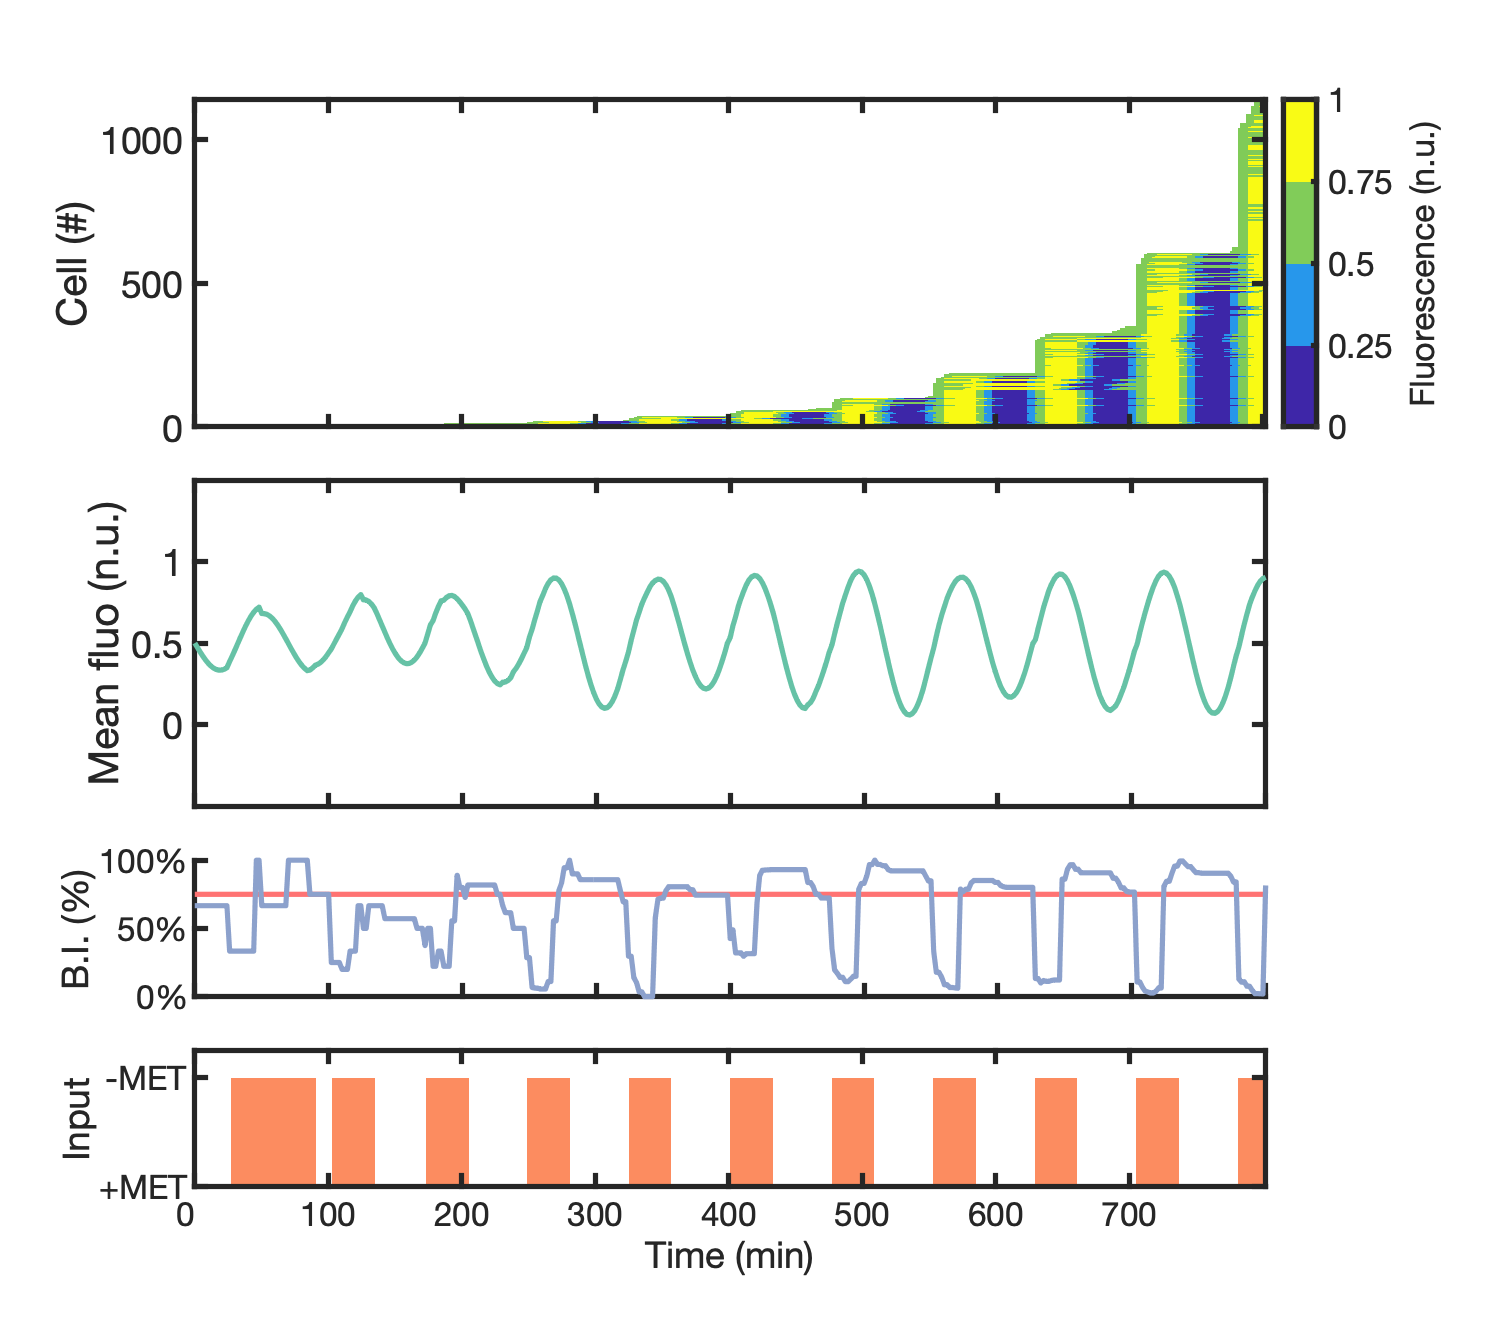 Cell (#)
1000
500
0
1
0.75
0.5
0.25
0
Fluorescence (n.u.)
Mean fluo (n.u.)
1
0.5
0
B.I. (%)
100%
50%
0%
Input
-MET
+MET
0 100 200 300 400 500 600 700
Time (min)